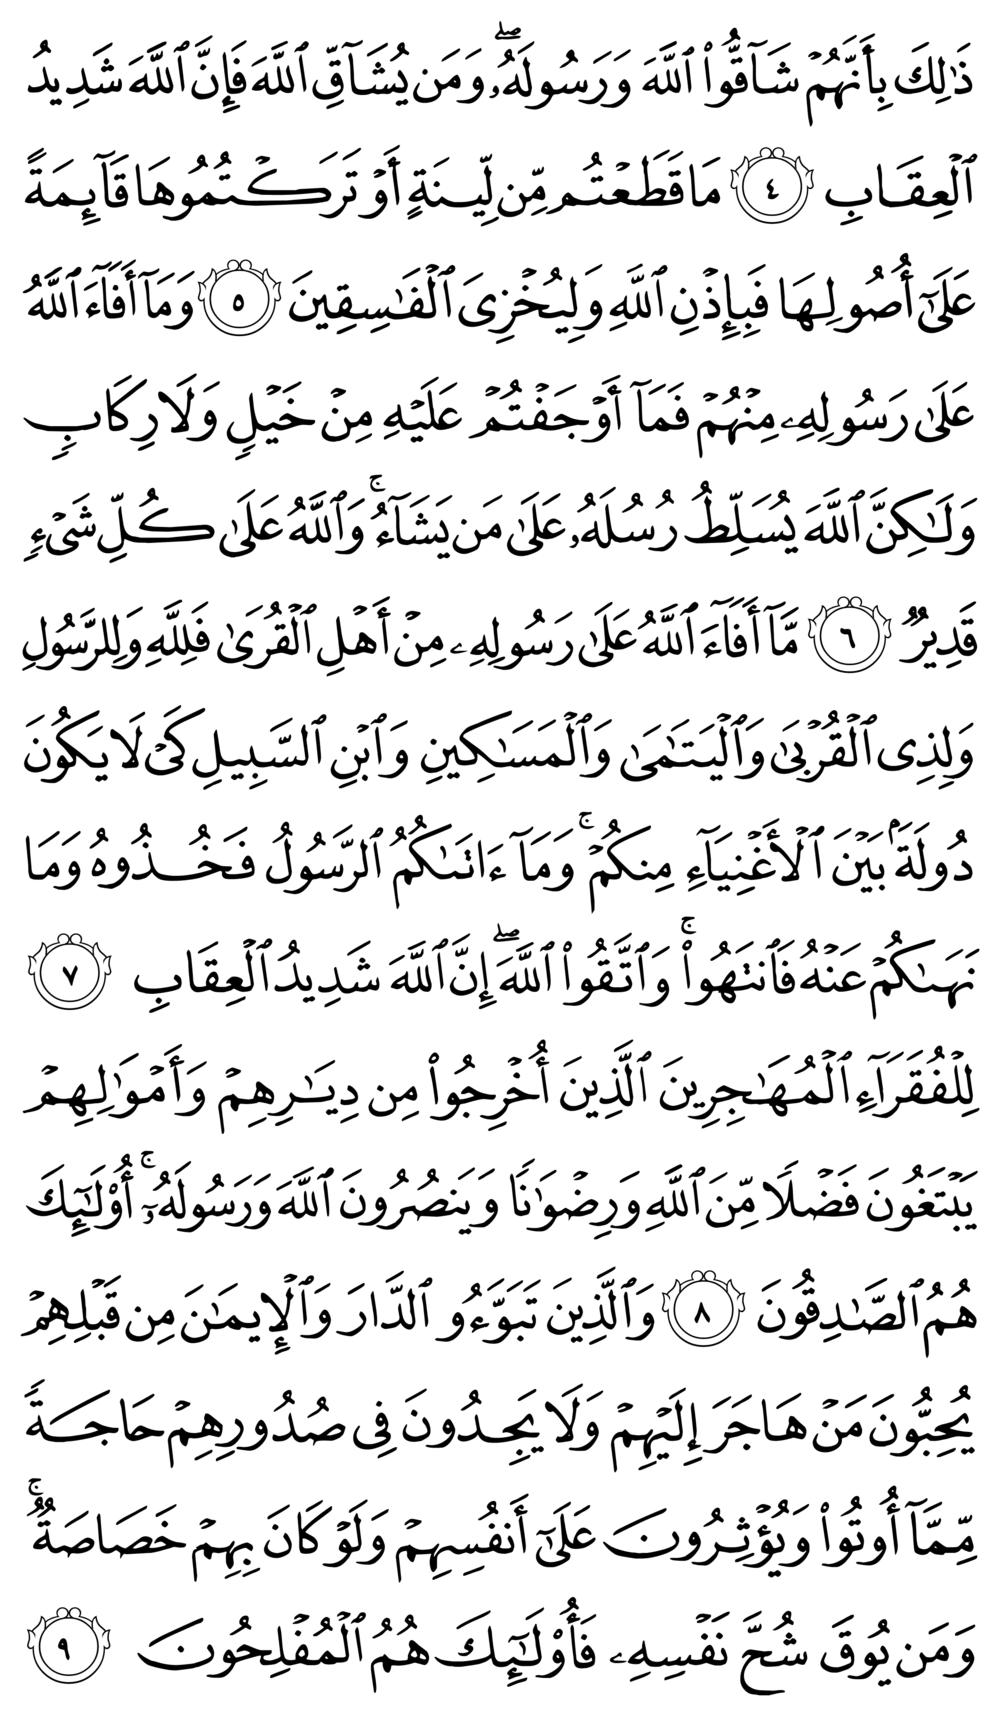 ذَٰلِكَ بِأَنَّهُمۡ شَآقُّواْ ٱللَّهَ وَرَسُولَهُۥۖ وَمَن يُشَآقِّ ٱللَّهَ فَإِنَّ ٱللَّهَ شَدِيدُ
ٱلۡعِقَابِ ٤ مَا قَطَعۡتُم مِّن لِّينَةٍ أَوۡ تَرَكۡتُمُوهَا قَآئِمَةً
عَلَىٰٓ أُصُولِهَا فَبِإِذۡنِ ٱللَّهِ وَلِيُخۡزِيَ ٱلۡفَٰسِقِينَ ٥ وَمَآ أَفَآءَ ٱللَّهُ
عَلَىٰ رَسُولِهِۦ مِنۡهُمۡ فَمَآ أَوۡجَفۡتُمۡ عَلَيۡهِ مِنۡ خَيۡلٖ وَلَا رِكَابٖ
وَلَٰكِنَّ ٱللَّهَ يُسَلِّطُ رُسُلَهُۥ عَلَىٰ مَن يَشَآءُۚ وَٱللَّهُ عَلَىٰ كُلِّ شَيۡءٖ
قَدِيرٞ ٦ مَّآ أَفَآءَ ٱللَّهُ عَلَىٰ رَسُولِهِۦ مِنۡ أَهۡلِ ٱلۡقُرَىٰ فَلِلَّهِ وَلِلرَّسُولِ
وَلِذِي ٱلۡقُرۡبَىٰ وَٱلۡيَتَٰمَىٰ وَٱلۡمَسَٰكِينِ وَٱبۡنِ ٱلسَّبِيلِ كَيۡ لَا يَكُونَ
دُولَةَۢ بَيۡنَ ٱلۡأَغۡنِيَآءِ مِنكُمۡۚ وَمَآ ءَاتَىٰكُمُ ٱلرَّسُولُ فَخُذُوهُ وَمَا
نَهَىٰكُمۡ عَنۡهُ فَٱنتَهُواْۚ وَٱتَّقُواْ ٱللَّهَۖ إِنَّ ٱللَّهَ شَدِيدُ ٱلۡعِقَابِ ٧
لِلۡفُقَرَآءِ ٱلۡمُهَٰجِرِينَ ٱلَّذِينَ أُخۡرِجُواْ مِن دِيَٰرِهِمۡ وَأَمۡوَٰلِهِمۡ
يَبۡتَغُونَ فَضۡلٗا مِّنَ ٱللَّهِ وَرِضۡوَٰنٗا وَيَنصُرُونَ ٱللَّهَ وَرَسُولَهُۥٓۚ أُوْلَٰٓئِكَ
هُمُ ٱلصَّٰدِقُونَ ٨ وَٱلَّذِينَ تَبَوَّءُو ٱلدَّارَ وَٱلۡإِيمَٰنَ مِن قَبۡلِهِمۡ
يُحِبُّونَ مَنۡ هَاجَرَ إِلَيۡهِمۡ وَلَا يَجِدُونَ فِي صُدُورِهِمۡ حَاجَةٗ
مِّمَّآ أُوتُواْ وَيُؤۡثِرُونَ عَلَىٰٓ أَنفُسِهِمۡ وَلَوۡ كَانَ بِهِمۡ خَصَاصَةٞۚ
وَمَن يُوقَ شُحَّ نَفۡسِهِۦ فَأُوْلَٰٓئِكَ هُمُ ٱلۡمُفۡلِحُونَ ٩